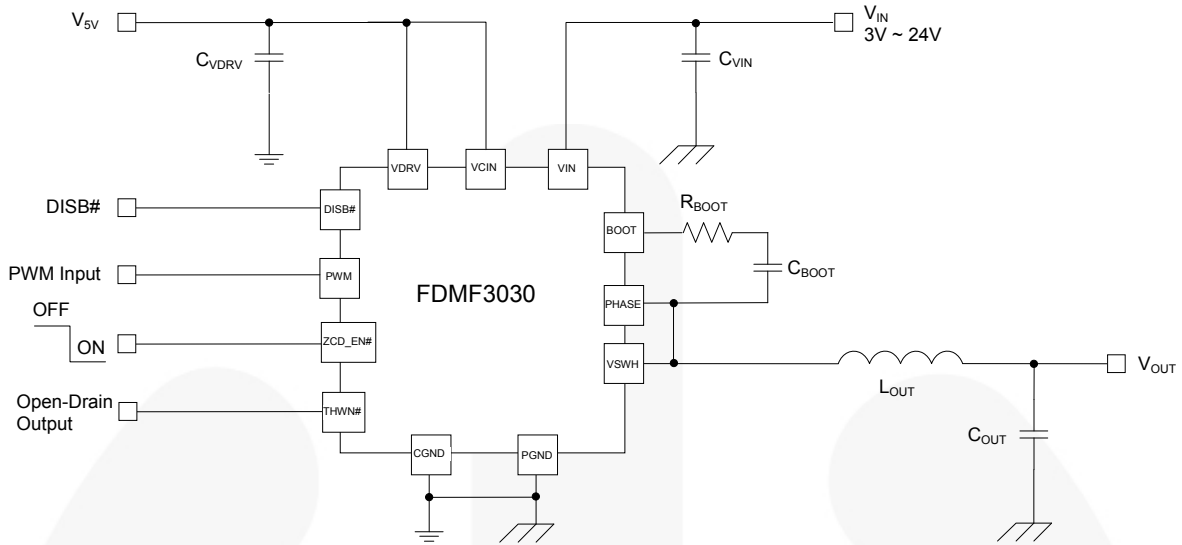 V5V
CVDRV
CVIN
VIN
3V ~ 24V
VDRV
VCIN
VIN
DISB#
DISB#
RBOOT
BOOT
CBOOT
PWM Input
PWM
FDMF3030
PHASE
OFF
ON
ZCD_EN#
VSWH
VOUT
LOUT
Open-Drain
Output
THWN#
COUT
CGND
PGND